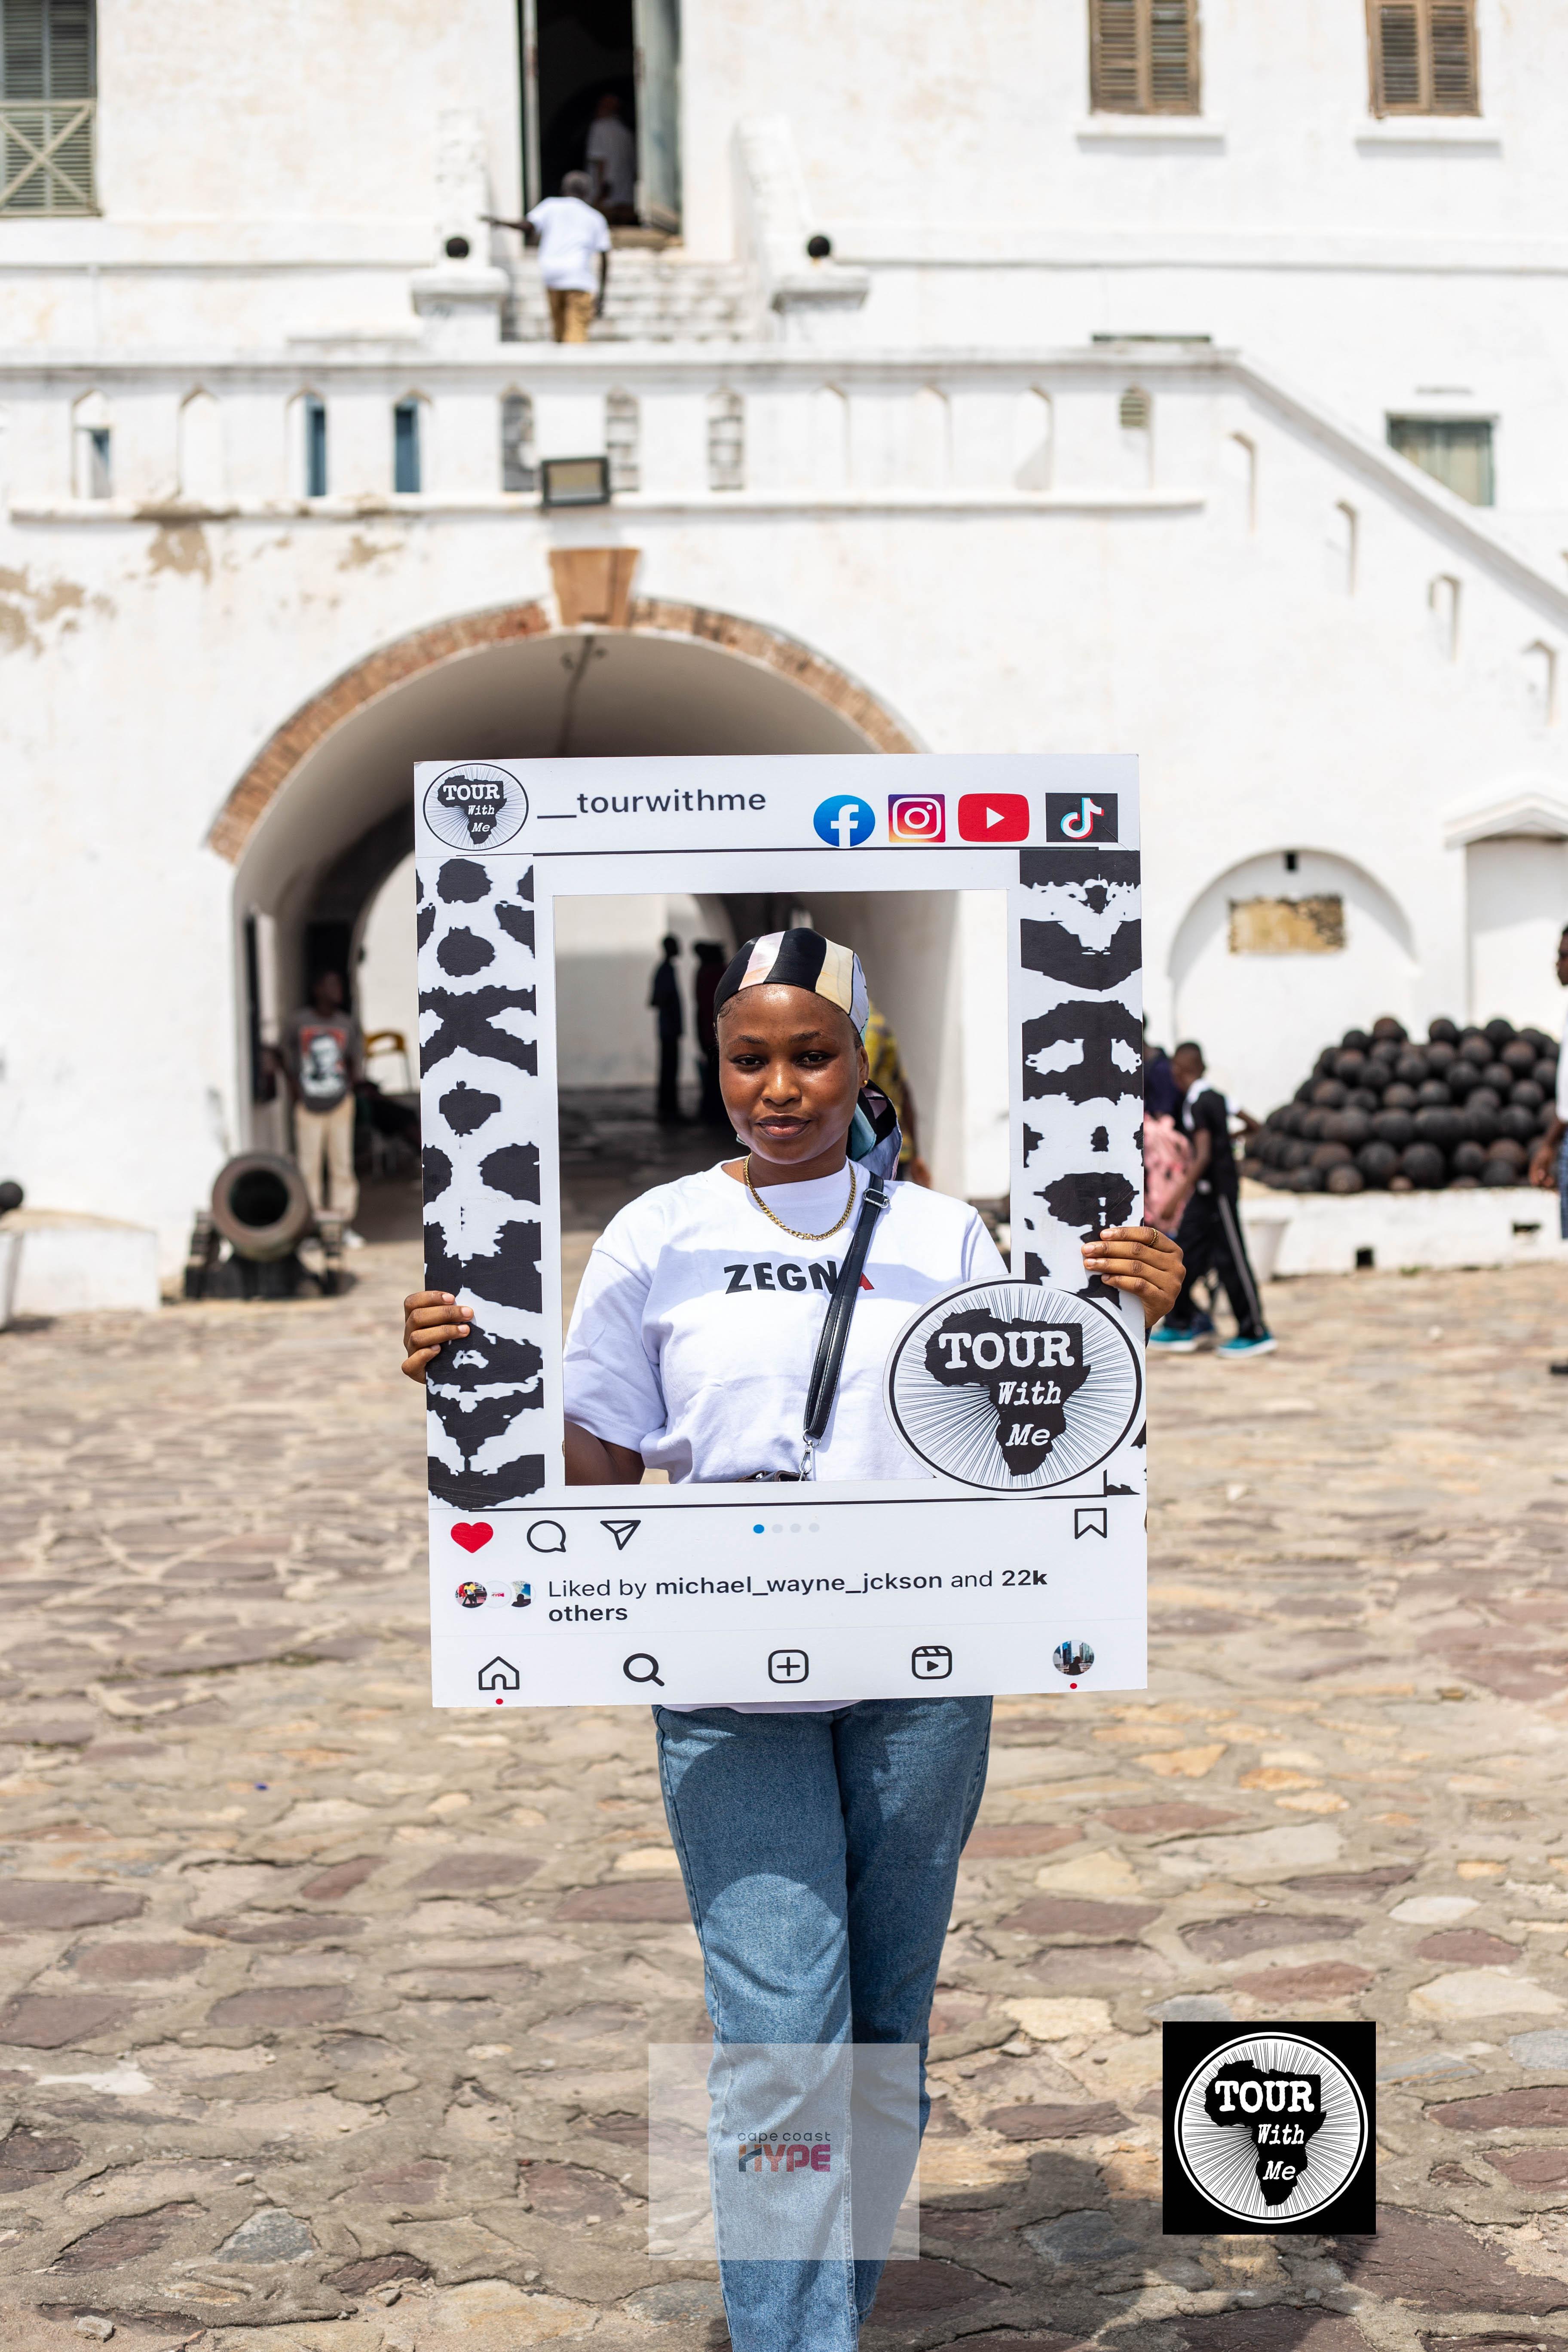 TOUR
With
Me
__tourwithme
ZEGNA
TOUR
With
Me
Liked by michael_wayne_jckson and 22k
others
cape coast
HYPE
TOUR
With
Me